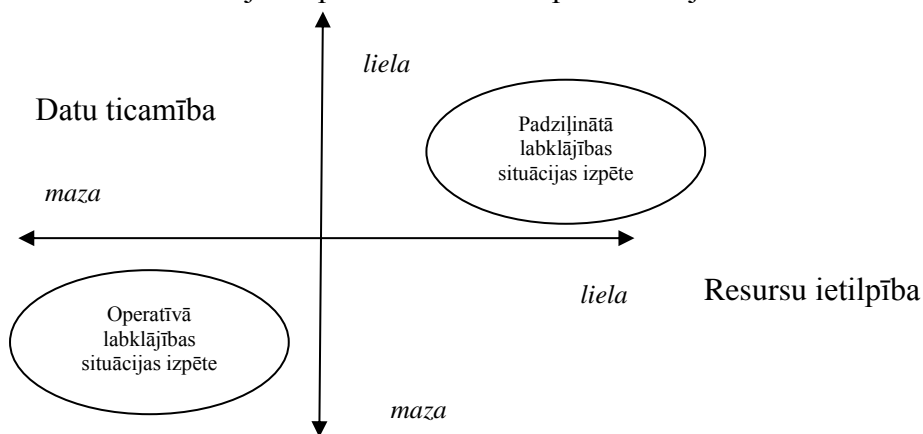 liela
Datu ticamība
Padziļinātā
labklājības
situācijas izpēte
maza
liela
Resursu ietilpība
Operatīvā
labklājības
situācijas izpēte
maza